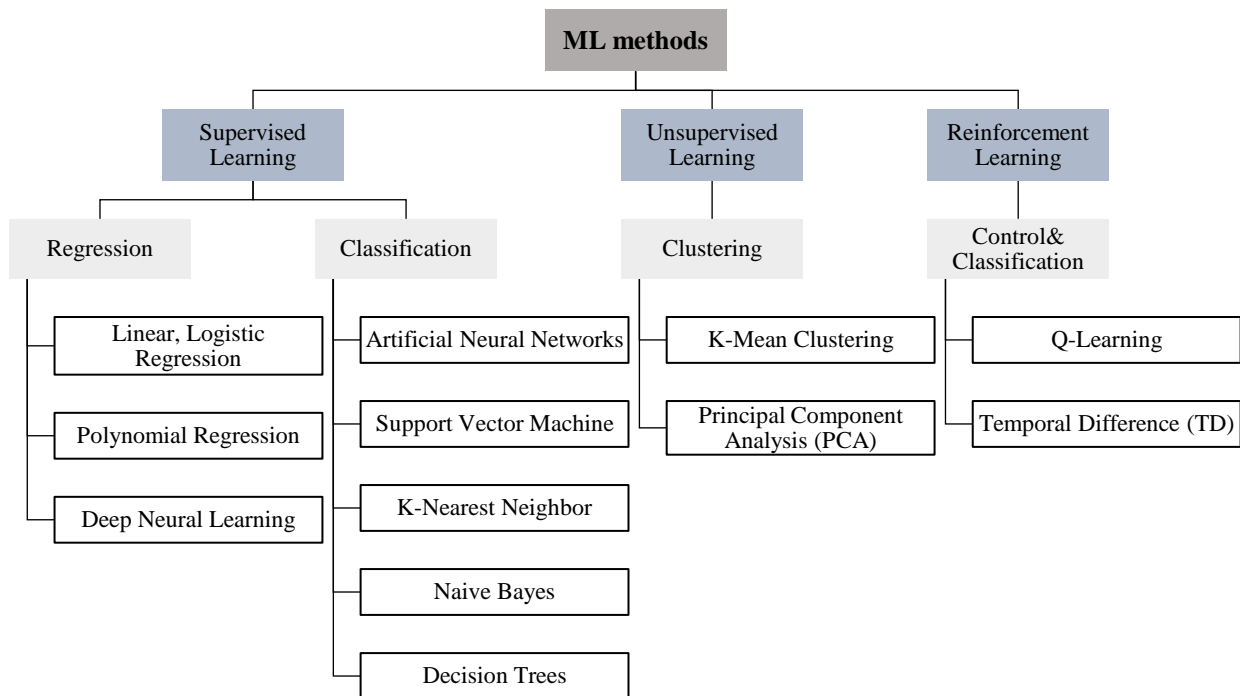 ML methods
Supervised
Learning
Unsupervised
Learning
Reinforcement
Learning
Regression
Classification
Clustering
Control&
Classification
Linear, Logistic
Regression
Polynomial Regression
Deep Neural Learning
Artificial Neural Networks
Support Vector Machine
K-Nearest Neighbor
Naive Bayes
Decision Trees
K-Mean Clustering
Principal Component
Analysis (PCA)
Q-Learning
Temporal Difference (TD)